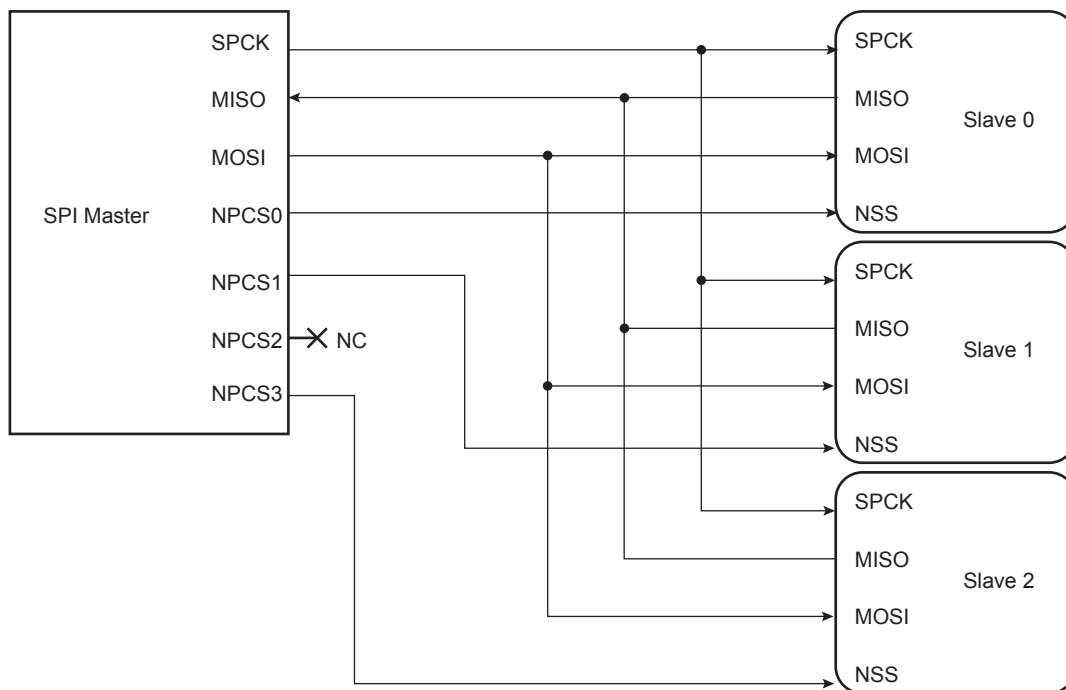 SPI Master
SPCK
MISO
MOSI
NPCS0
NPCS1
NPCS2
NC
NPCS3
SPCK
MISO
Slave 0
MOSI
NSS
SPCK
MISO
Slave 1
MOSI
NSS
SPCK
MISO
Slave 2
MOSI
NSS